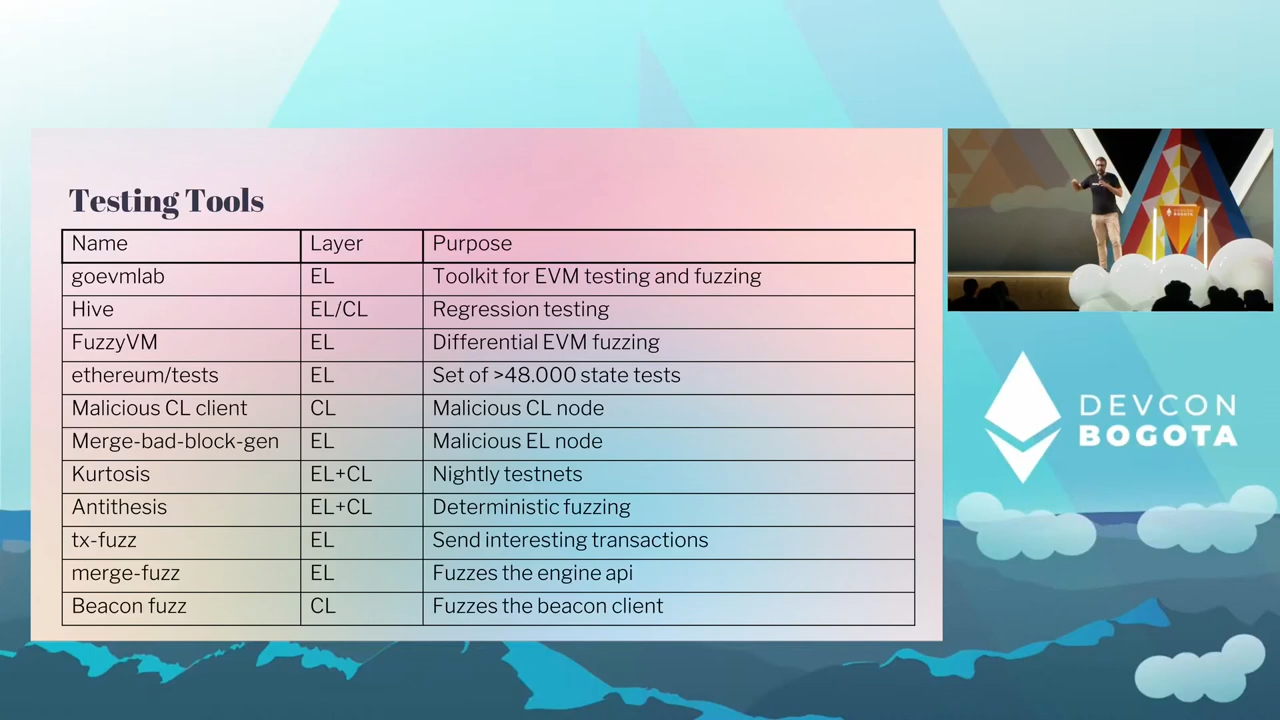 Testing Tools
Name Layer Purpose
goevmlab EL Toolkit for EVM testing and fuzzing
Hive EL/CL Regression testing
FuzzyVM EL Differential EVM fuzzing
ethereum/tests EL Set of >48.000 state tests
Malicious CL client CL Malicious CL node
Merge-bad-block-gen EL Malicious EL node
Kurtosis EL+CL Nightly testnets
Antithesis EL+CL Deterministic fuzzing
tx-fuzz EL Send interesting transactions
merge-fuzz EL Fuzzes the engine api
Beacon fuzz CL Fuzzes the beacon client
DEVCON
BOGOTA
DEVCON
BOGOTA